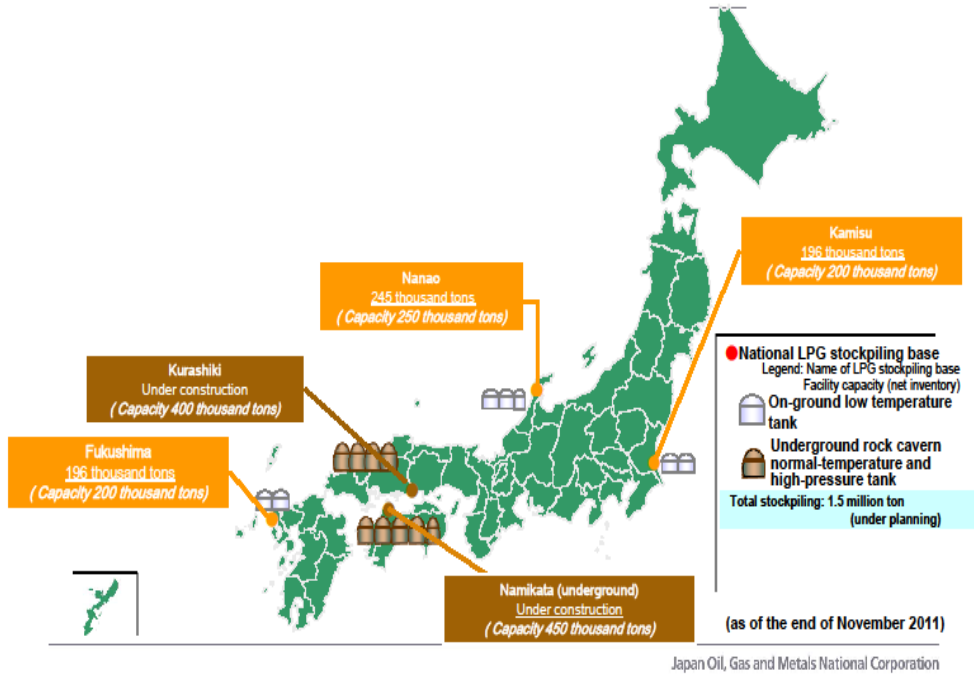 Kamisu
196 thousand tons
( Capacity 200 thousand tons)
Nanao
245 thousand tons
( Capacity 250 thousand tons)
Kurashiki
Under construction
(Capacity 400 thousand tons)
Fukushima
196 thousand tons
( Capacity 200 thousand tons)
Namikata (underground)
Under construction
( Capacity 450 thousand tons)
National LPG stockpiling base
Legend: Name of LPG stockpiling base
Facility capacity (net inventory)
On-ground low temperature
tank
Underground rock cavern
normal-temperature and
high-pressure tank
Total stockpiling: 1.5 million ton
(under planning)
(as of the end of November 2011)
Japan Oil, Gas and Metals National Corporation